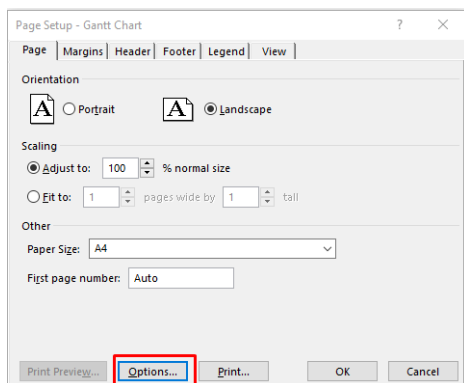 Page Setup - Gantt Chart ? ×
Page Margins Header Footer Legend View
Orientation
A Portrait A Landscape
Scaling
Adjust to: 100 % normal size
Fit to: 1 pages wide by 1 tall
Other
Paper Size: A4
First page number: Auto
Print Preview... Options... Print... OK Cancel